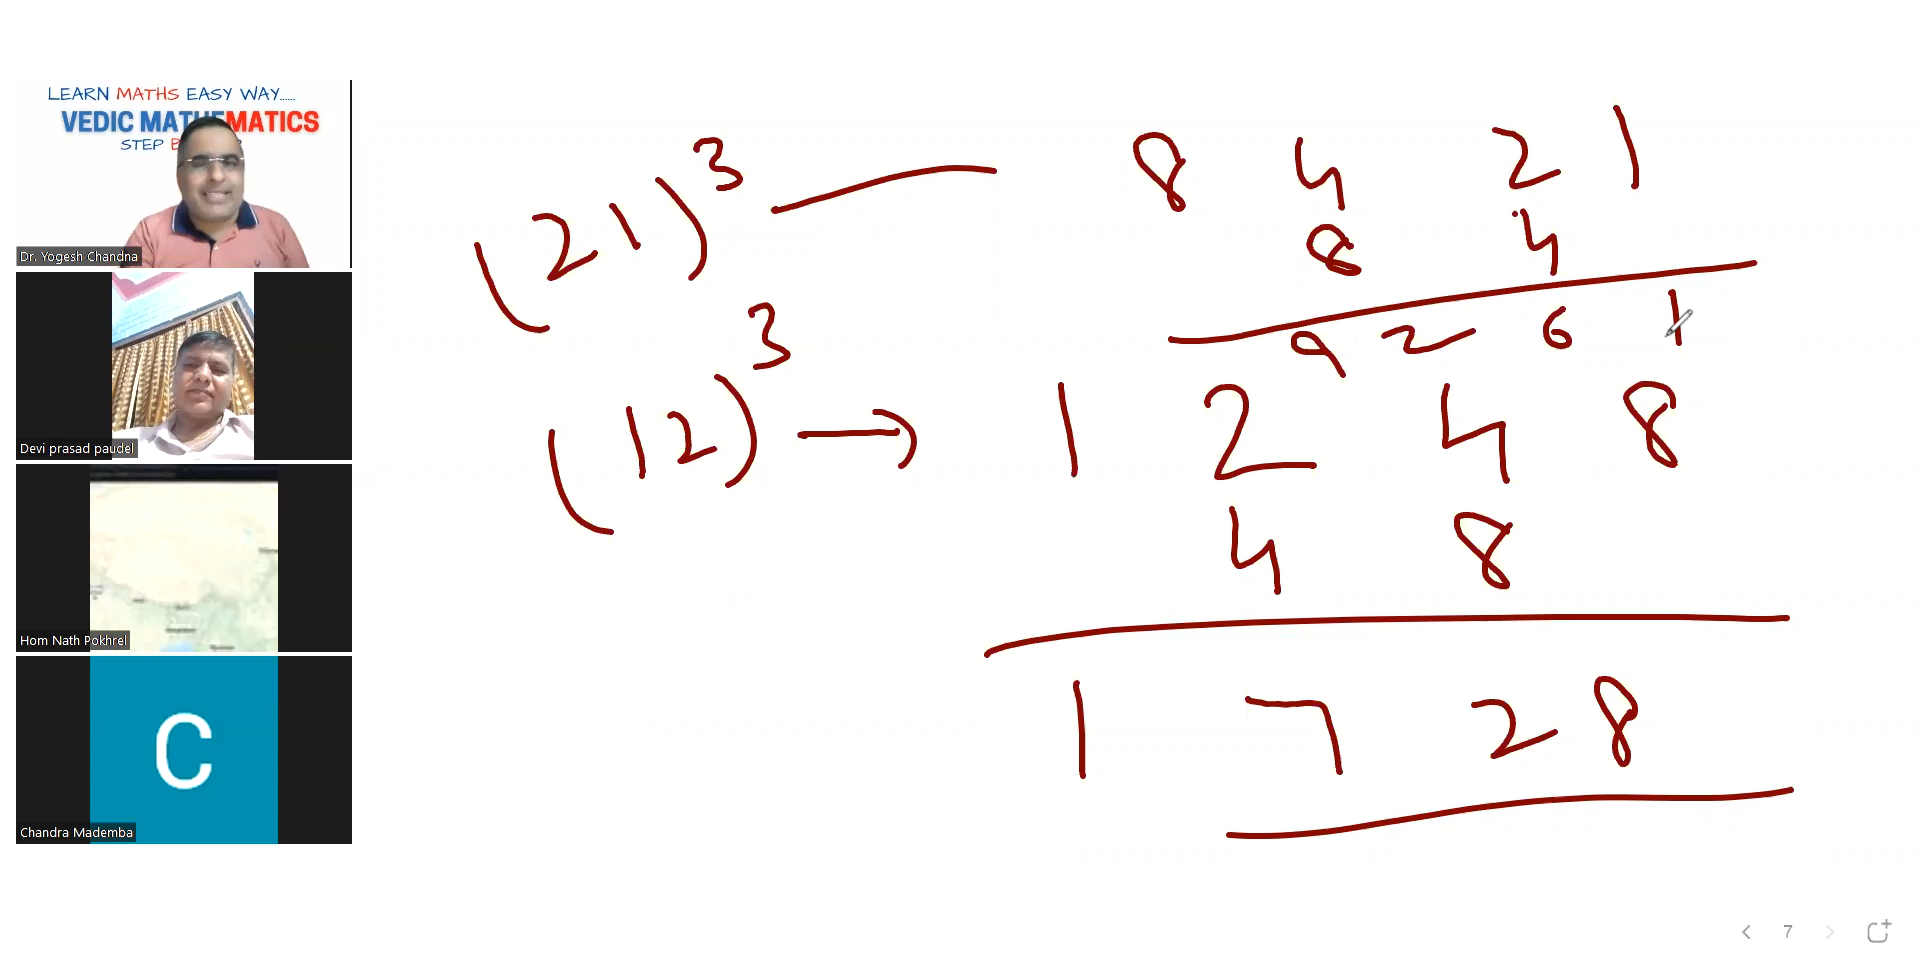 LEARN MATHS EASY WAY......
VEDIC MATHEMATICS
STEP B
Dr. Yogesh Chandna
Devi prasad paudel
Hom Nath Pokhrel
C
Chandra Mademba
(21)³ — 8 4 2 1
8 4
9 2 6 1
(12)³ → 1 2 4 8
4 8
1 7 2 8
7